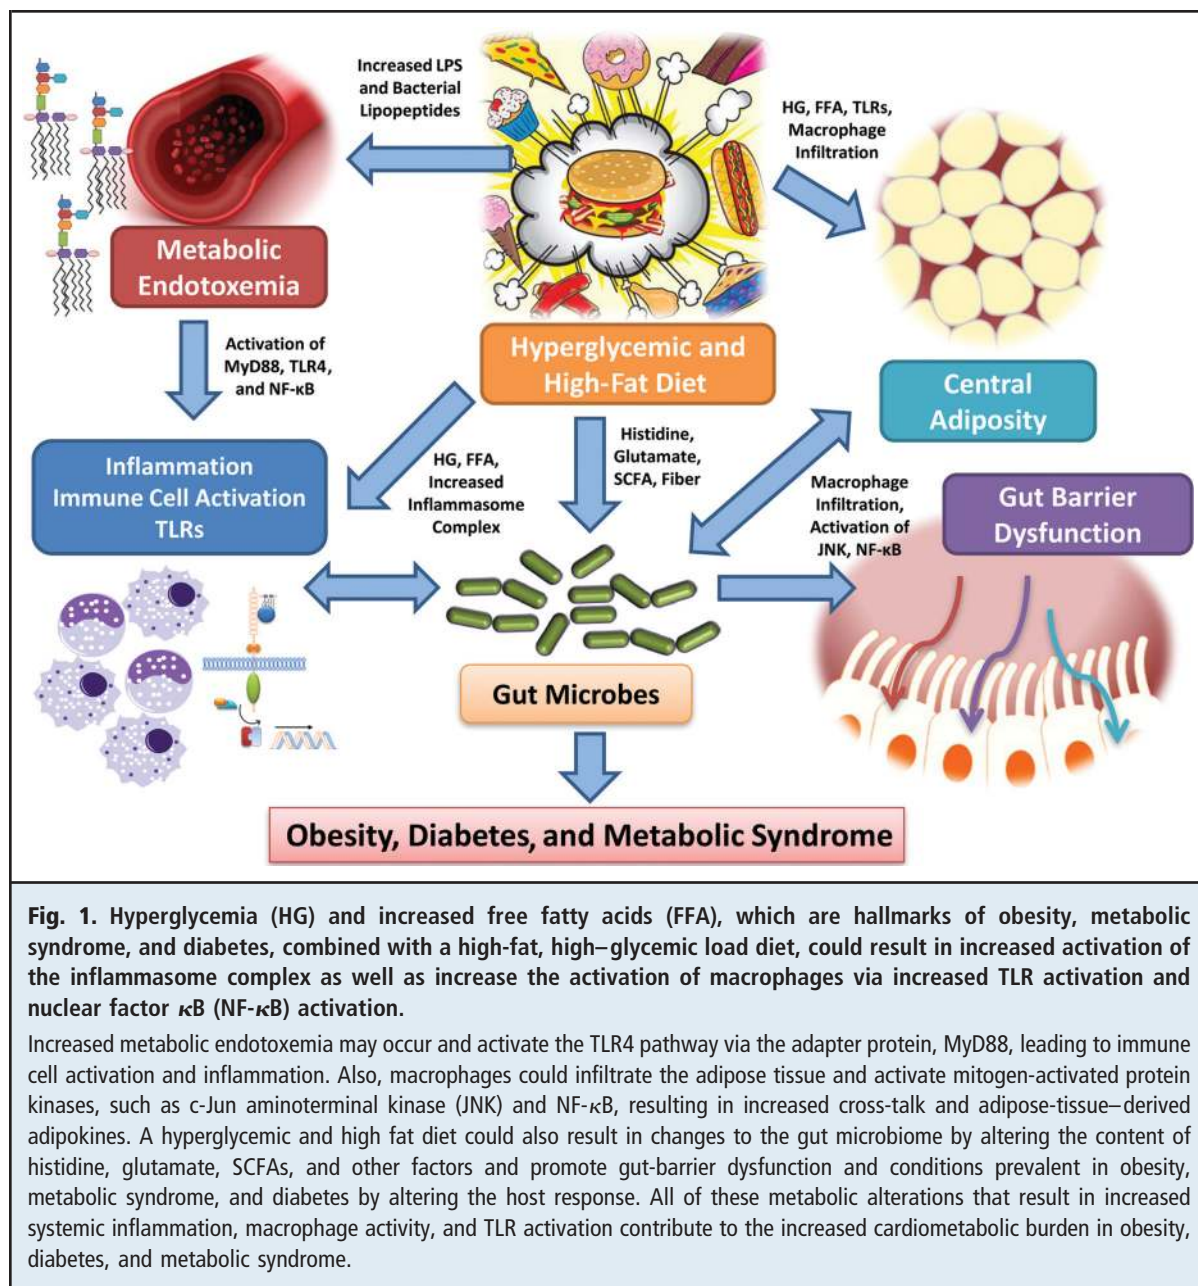 Increased LPS
and Bacterial
Lipopeptides
HG, FFA, TLRs,
Macrophage
Infiltration
Metabolic
Endotoxemia
Hyperglycemic and
High-Fat Diet
Central
Adiposity
Activation of
MyD88, TLR4,
and NF-κB
Inflammation
Immune Cell Activation
TLRs
HG, FFA,
Increased
Inflammasome
Complex
Histidine,
Glutamate,
SCFA, Fiber
Macrophage
Infiltration,
Activation of
JNK, NF-κB
Gut Barrier
Dysfunction
Gut Microbes
Obesity, Diabetes, and Metabolic Syndrome
Fig. 1. Hyperglycemia (HG) and increased free fatty acids (FFA), which are hallmarks of obesity, metabolic
syndrome, and diabetes, combined with a high-fat, high–glycemic load diet, could result in increased activation of
the inflammasome complex as well as increase the activation of macrophages via increased TLR activation and
nuclear factor κB (NF-κB) activation.
Increased metabolic endotoxemia may occur and activate the TLR4 pathway via the adapter protein, MyD88, leading to immune
cell activation and inflammation. Also, macrophages could infiltrate the adipose tissue and activate mitogen-activated protein
kinases, such as c-Jun aminoterminal kinase (JNK) and NF-κB, resulting in increased cross-talk and adipose-tissue–derived
adipokines. A hyperglycemic and high fat diet could also result in changes to the gut microbiome by altering the content of
histidine, glutamate, SCFAs, and other factors and promote gut-barrier dysfunction and conditions prevalent in obesity,
metabolic syndrome, and diabetes by altering the host response. All of these metabolic alterations that result in increased
systemic inflammation, macrophage activity, and TLR activation contribute to the increased cardiometabolic burden in obesity,
diabetes, and metabolic syndrome.